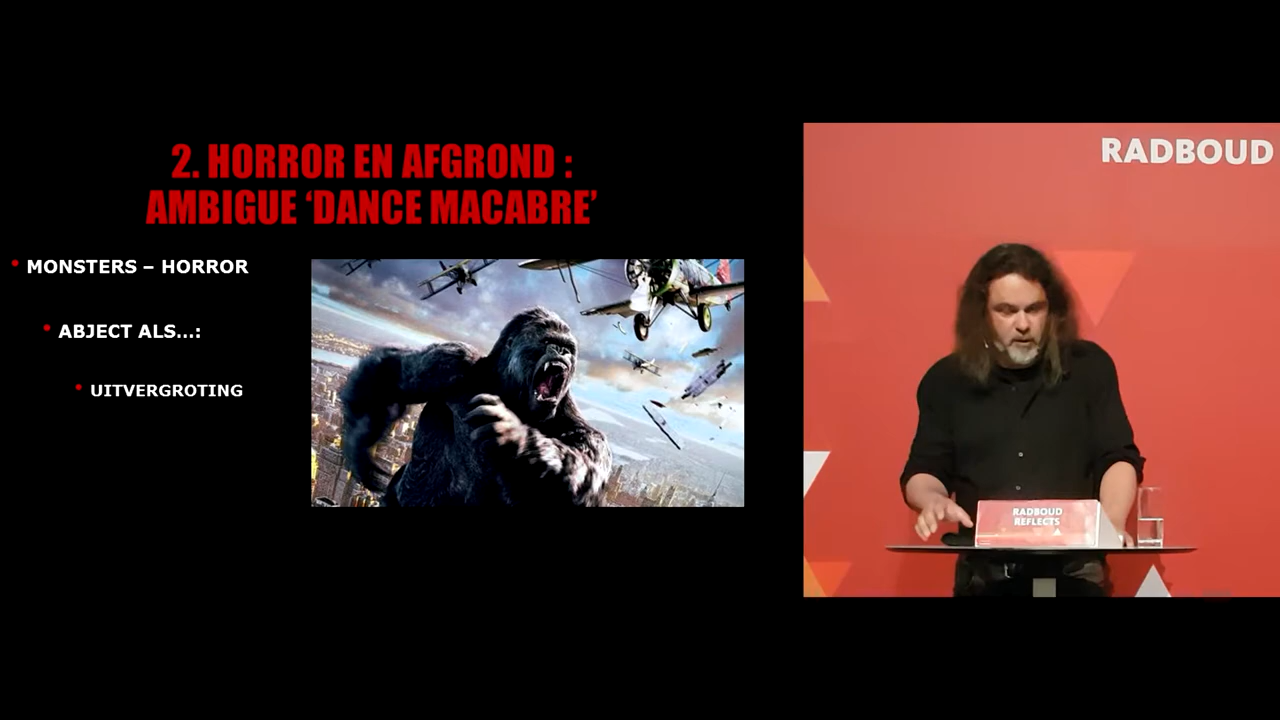 2. HORROR EN AFGROND :
AMBIGUE ‘DANCE MACABRE’
• MONSTERS – HORROR
• ABJECT ALS...:
• UITVERGROTING
RADBOUD
RADBOUD
REFLECTS